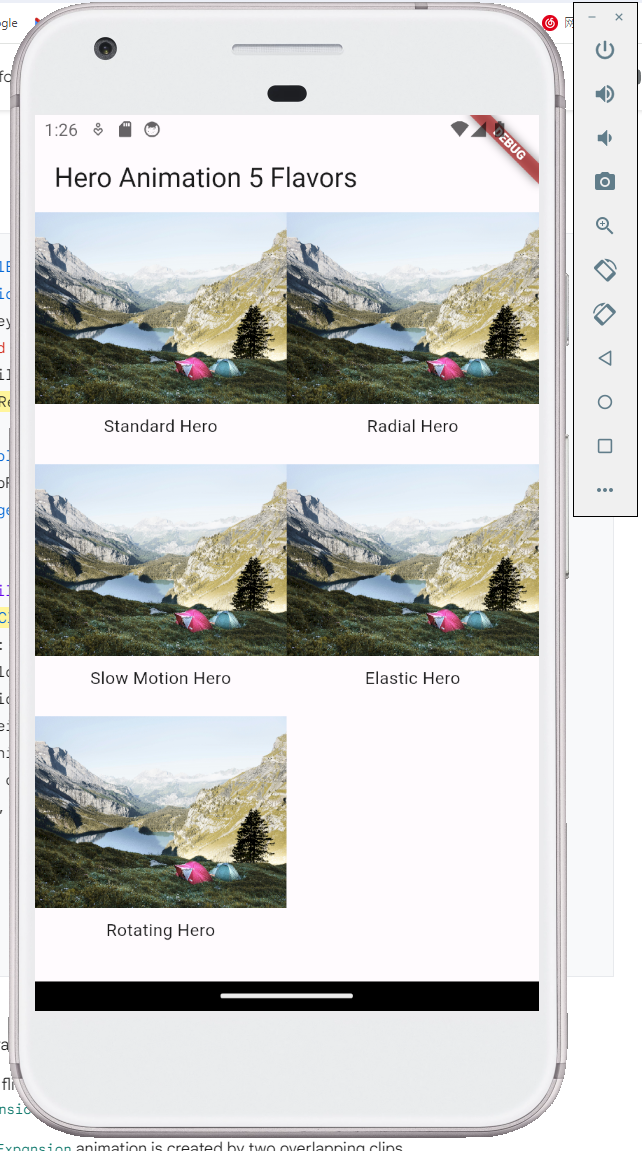 1:26
DEBUG
Hero Animation 5 Flavors
Standard Hero
Radial Hero
Slow Motion Hero
Elastic Hero
Rotating Hero
animation is created by two overlapping clips